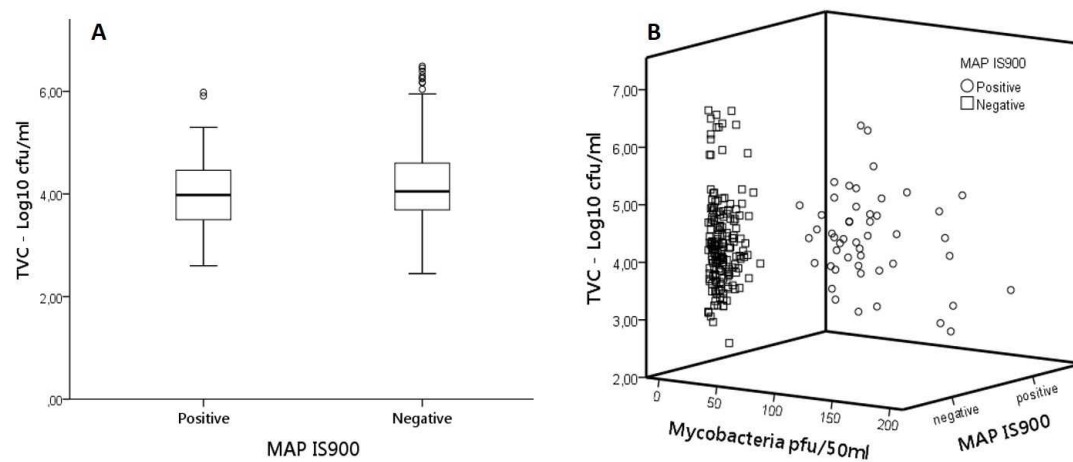 A
TVC - Log10 cfu/ml
6,00
4,00
2,00
,00
Positive
Negative
MAP IS900
B
MAP IS900
Positive
Negative
TVC - Log10 cfu/ml
7,00
6,00
5,00
4,00
3,00
2,00
0
50
100
150
200
Mycobacteria pfu/50ml
negative
positive
MAP IS900